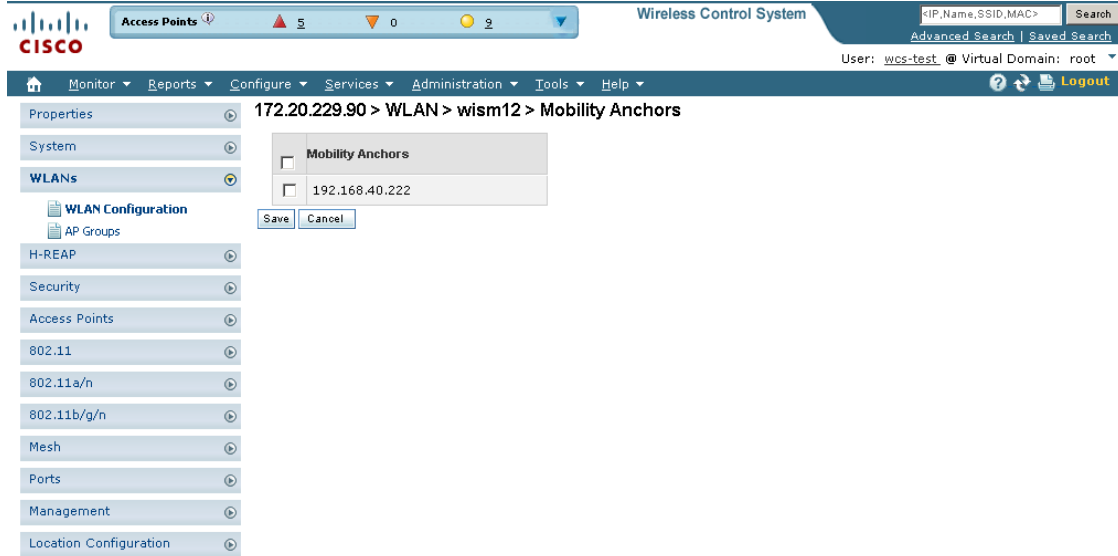 CISCO
Access Points
5
0
9
Wireless Control System
<IP,Name,SSID,MAC>
Search
Advanced Search | Saved Search
User: wcs-test @ Virtual Domain: root
Monitor Reports Configure Services Administration Tools Help
Logout
172.20.229.90 > WLAN > wism12 > Mobility Anchors
Properties
System
WLANs
WLAN Configuration
AP Groups
H-REAP
Security
Access Points
802.11
802.11a/n
802.11b/g/n
Mesh
Ports
Management
Location Configuration
Mobility Anchors
192.168.40.222
Save Cancel